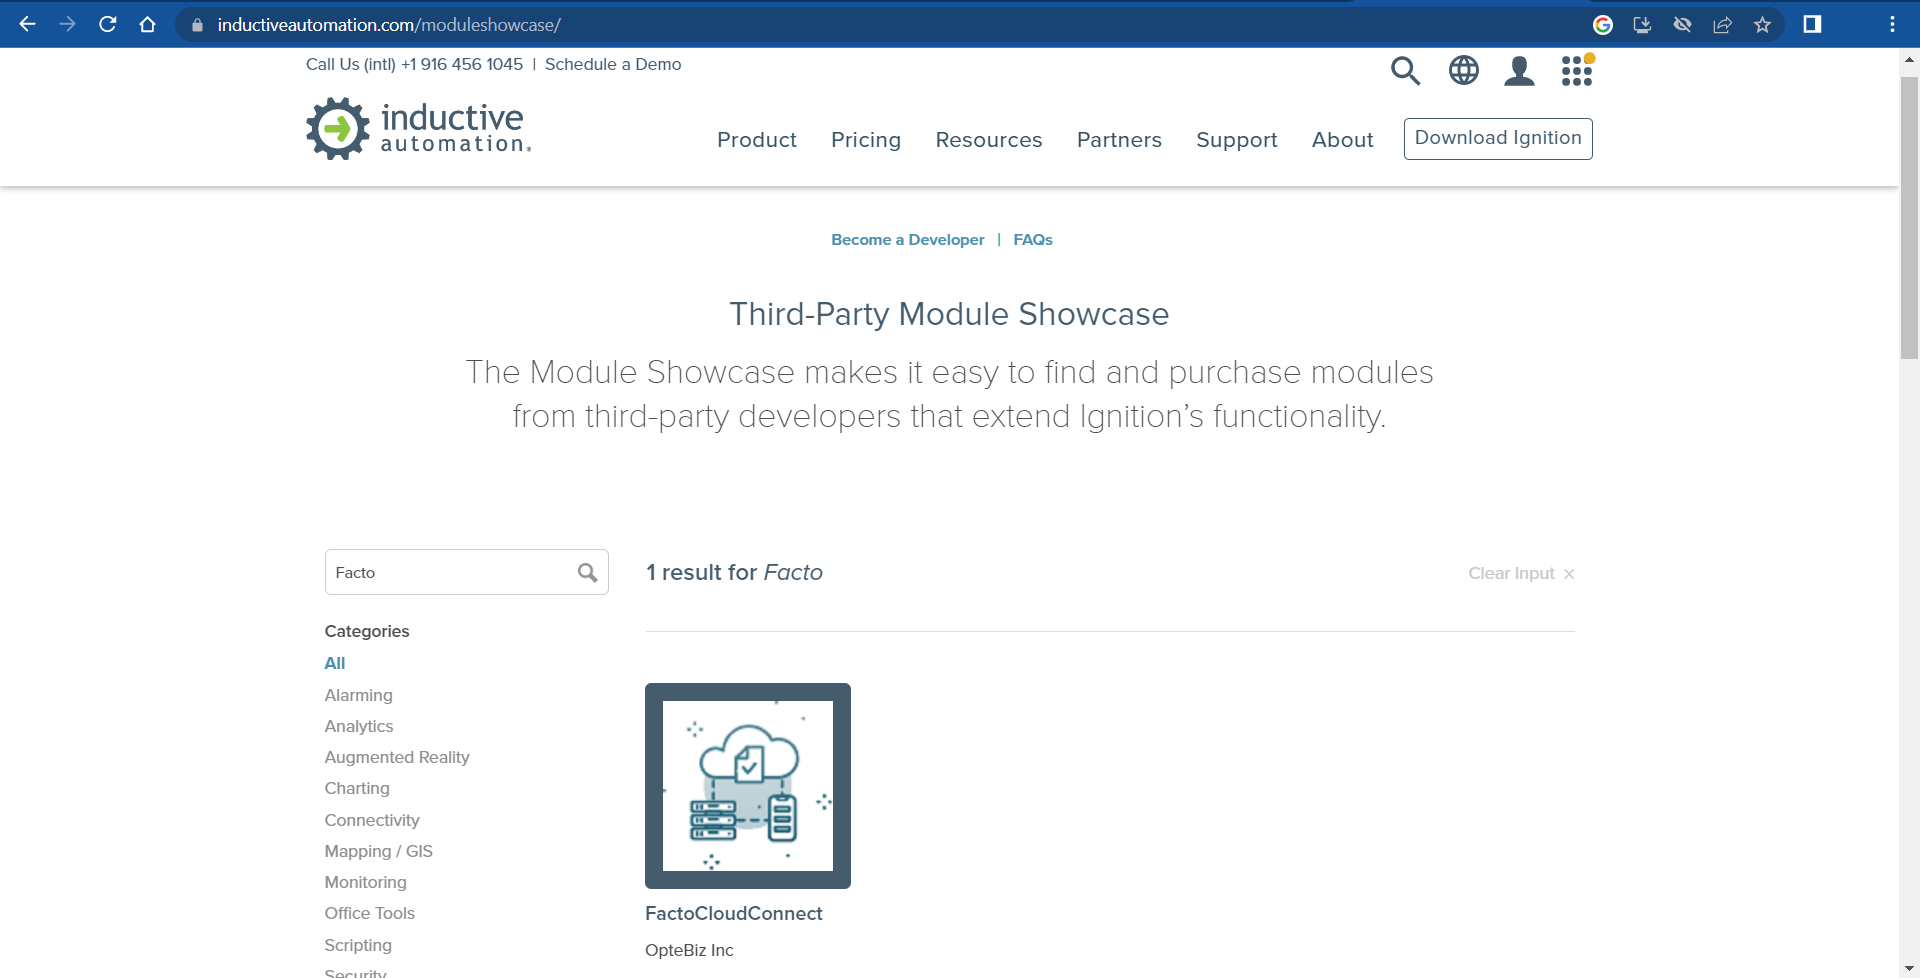 inductiveautomation.com/moduleshowcase/
Call Us (intl) +1 916 456 1045 | Schedule a Demo
inductive
automation.
Product Pricing Resources Partners Support About Download Ignition
Become a Developer | FAQs
Third-Party Module Showcase
The Module Showcase makes it easy to find and purchase modules
from third-party developers that extend Ignition’s functionality.
Facto
1 result for Facto
Clear Input ×
Categories
All
Alarming
Analytics
Augmented Reality
Charting
Connectivity
Mapping / GIS
Monitoring
Office Tools
Scripting
Security
FactoCloudConnect
OpteBiz Inc